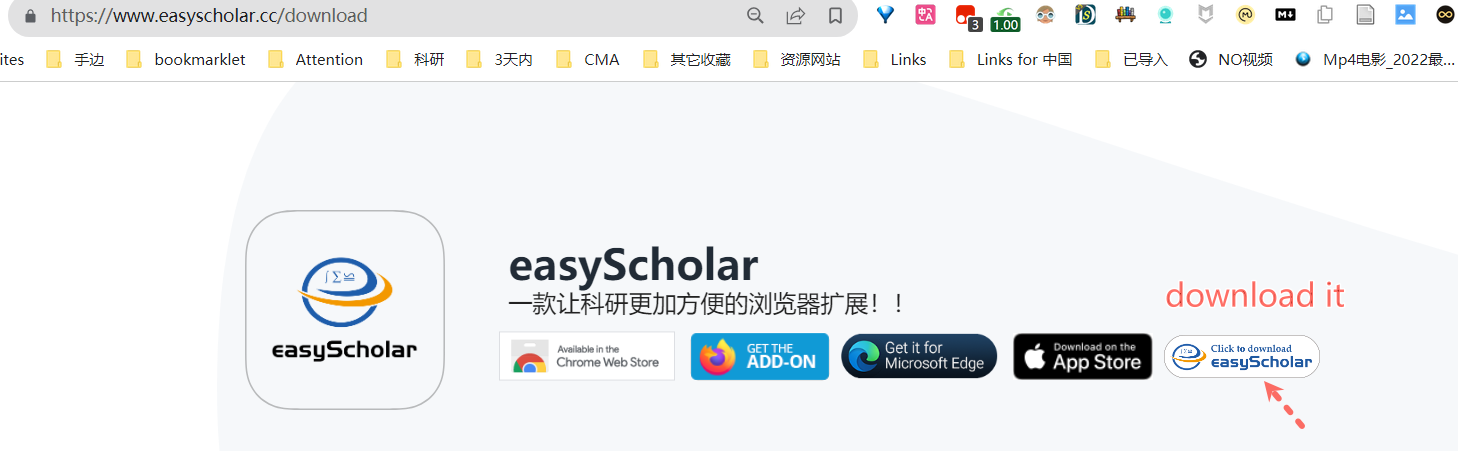 https://www.easyscholar.cc/download
3
1.00
ites 手边 bookmarklet Attention 科研 3天内 CMA 其它收藏 资源网站 Links Links for 中国 已导入 NO视频 Mp4电影_2022最...
∫∑≌
easyScholar
easyScholar
一款让科研更加方便的浏览器扩展！！
download it
Available in the
Chrome Web Store
GET THE
ADD-ON
Get it for
Microsoft Edge
Download on the
App Store
Click to download
easyScholar